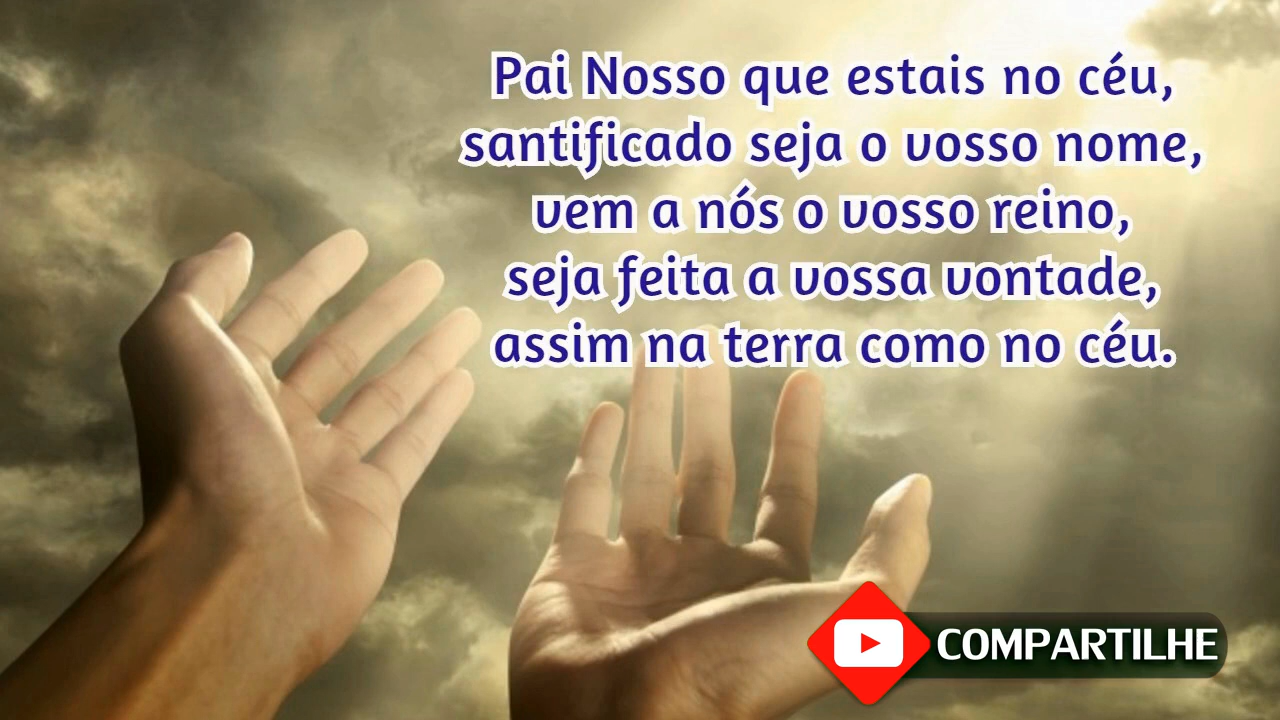 Pai Nosso que estais no céu,
santificado seja o vosso nome,
vem a nós o vosso reino,
seja feita a vossa vontade,
assim na terra como no céu.
COMPARTILHE